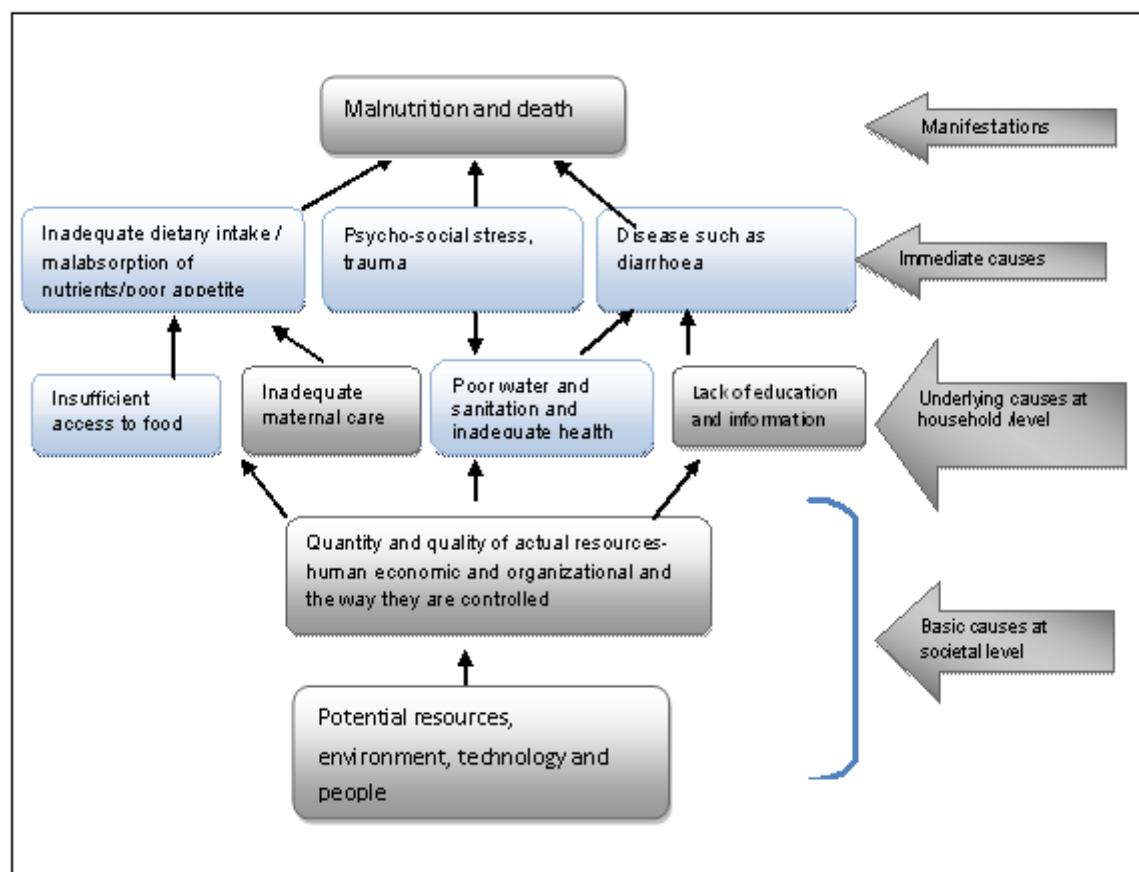 Malnutrition and death
Manifestations
Inadequate dietary intake /
malabsorption of
nutrients/poor appetite
Psycho-social stress,
trauma
Disease such as
diarrhoea
Immediate causes
Insufficient
access to food
Inadequate
maternal care
Poor water and
sanitation and
inadequate health
Lack of education
and information
Underlying causes at
household /level
Quantity and quality of actual resources-
human economic and organizational and
the way they are controlled
Basic causes at
societal level
Potential resources,
environment, technology and
people